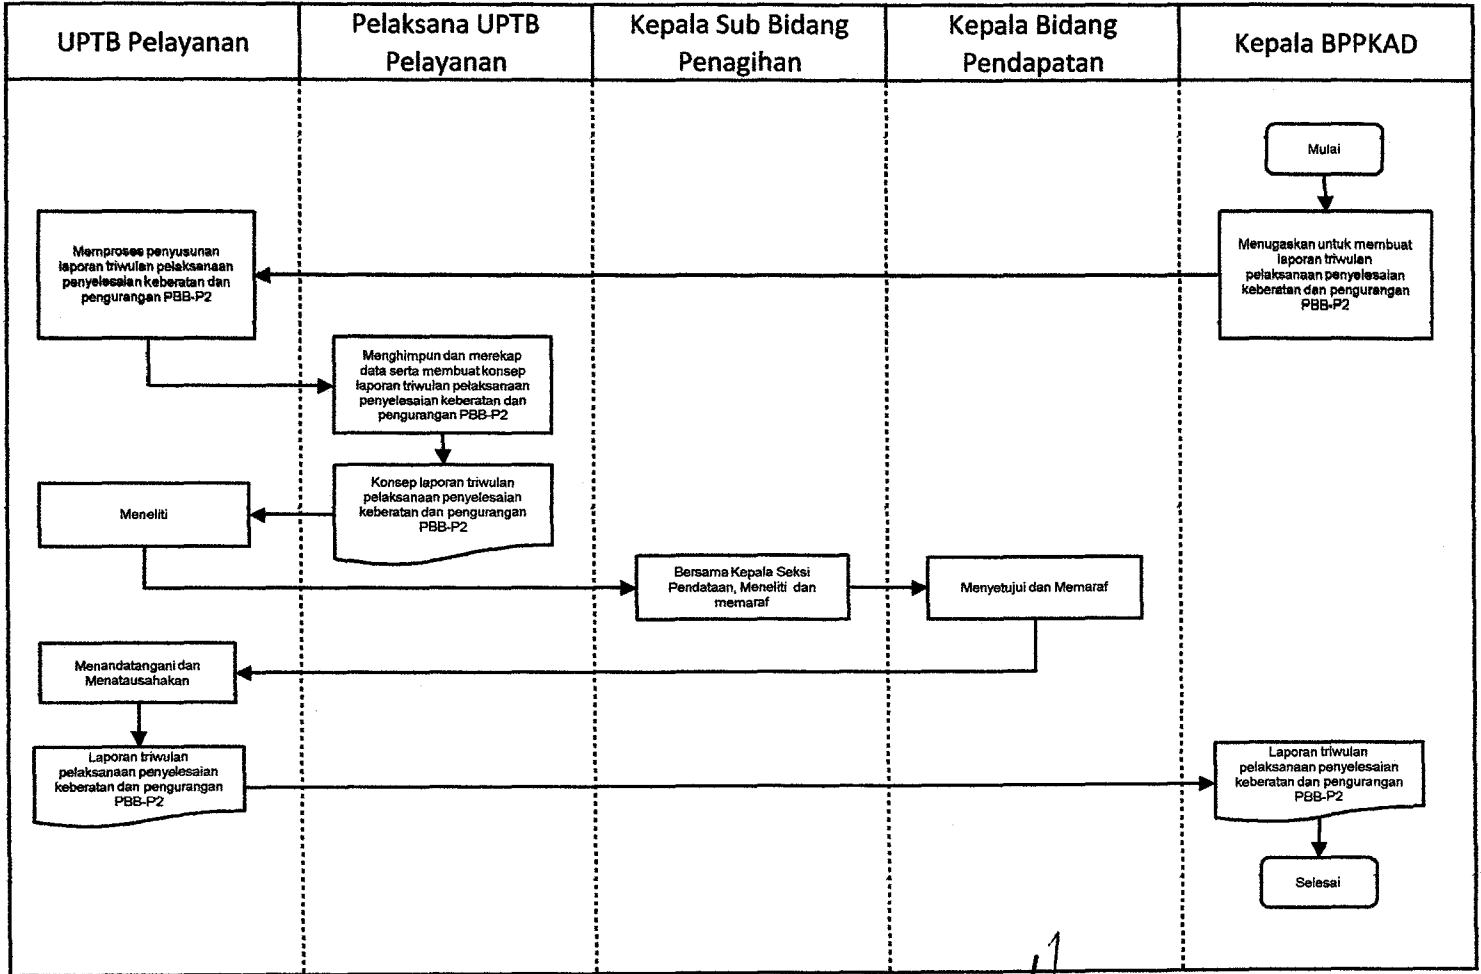 UPTB Pelayanan
Pelaksana UPTB
Pelayanan
Kepala Sub Bidang
Penagihan
Kepala Bidang
Pendapatan
Kepala BPPKAD
Mulai
Memproses penyusunan
laporan triwulan pelaksanaan
penyelesaian keberatan dan
pengurangan PBB-P2
Menugaskan untuk membuat
laporan triwulan
pelaksanaan penyelesaian
keberatan dan pengurangan
PBB-P2
Menghimpun dan merekap
data serta membuat konsep
laporan triwulan pelaksanaan
penyelesaian keberatan dan
pengurangan PBB-P2
Konsep laporan triwulan
pelaksanaan penyelesaian
keberatan dan pengurangan
PBB-P2
Meneliti
Bersama Kepala Seksi
Pendataan, Meneliti dan
memaraf
Menyetujui dan Memaraf
Menandatangani dan
Menatausahakan
Laporan triwulan
pelaksanaan penyelesaian
keberatan dan pengurangan
PBB-P2
Laporan triwulan
pelaksanaan penyelesaian
keberatan dan pengurangan
PBB-P2
Selesai